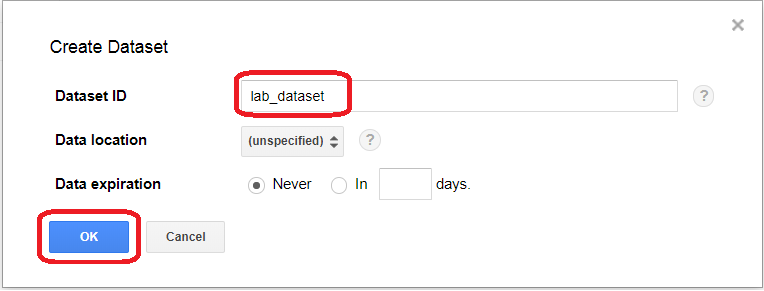 ×
Create Dataset
Dataset ID lab_dataset ?
Data location (unspecified) ?
Data expiration Never In days.
OK Cancel